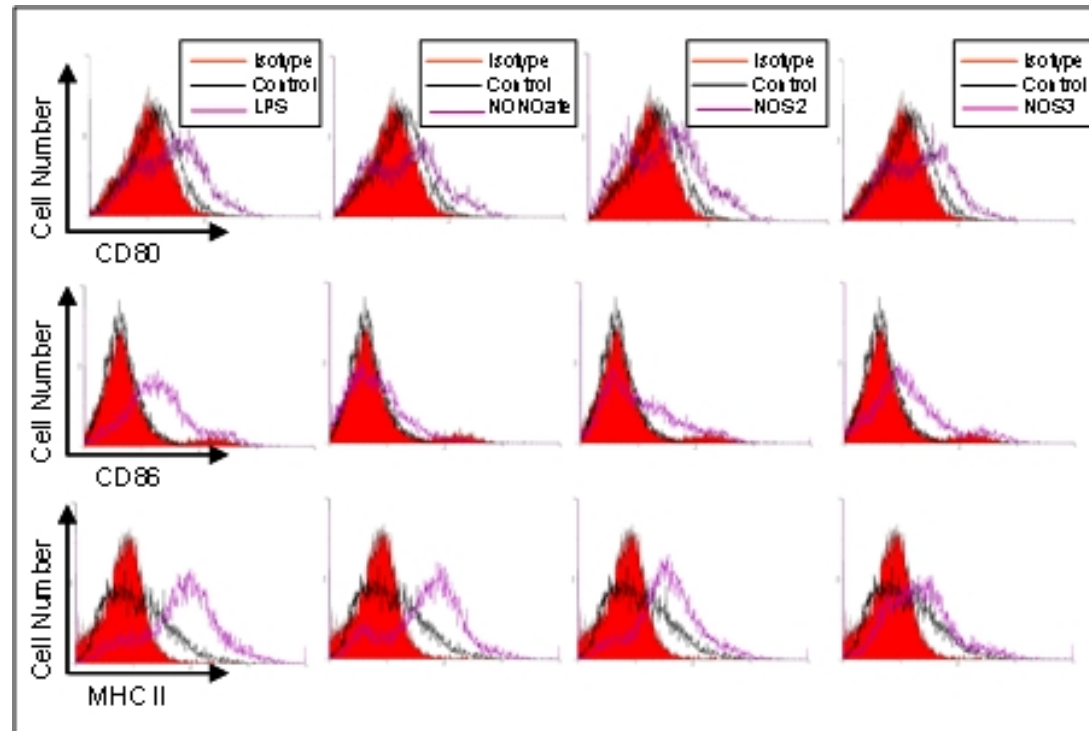 Isotype
Control
LPS
Isotype
Control
NONOate
Isotype
Control
NOS2
Isotype
Control
NOS3
Cell Number
CD80
Cell Number
CD86
Cell Number
MHC II